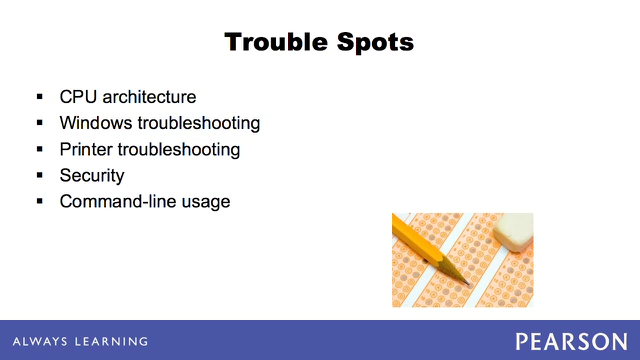 Trouble Spots
▪ CPU architecture
▪ Windows troubleshooting
▪ Printer troubleshooting
▪ Security
▪ Command-line usage
ALWAYS LEARNING
PEARSON